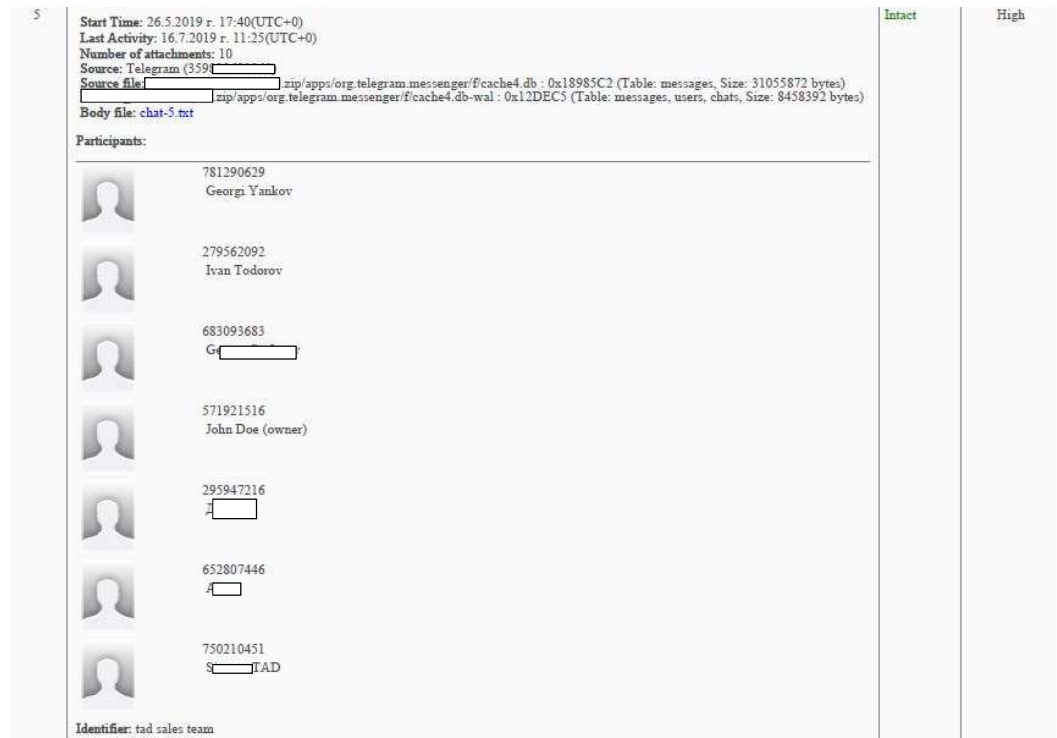 5
Start Time: 26.5.2019 г. 17:40(UTC+0)
Last Activity: 16.7.2019 г. 11:25(UTC+0)
Number of attachments: 10
Source: Telegram (359
Source file: .zip/apps/org.telegram.messenger/f/cache4.db : 0x18985C2 (Table: messages, Size: 31055872 bytes)
.zip/apps/org.telegram.messenger/f/cache4.db-wal : 0x12DEC5 (Table: messages, users, chats, Size: 8458392 bytes)
Body file: chat-5.txt
Intact
High
Participants:
781290629
Georgi Yankov
279562092
Ivan Todorov
683093683
571921516
John Doe (owner)
295947216
Д
652807446
750210451
S TAD
Identifier: tad sales team